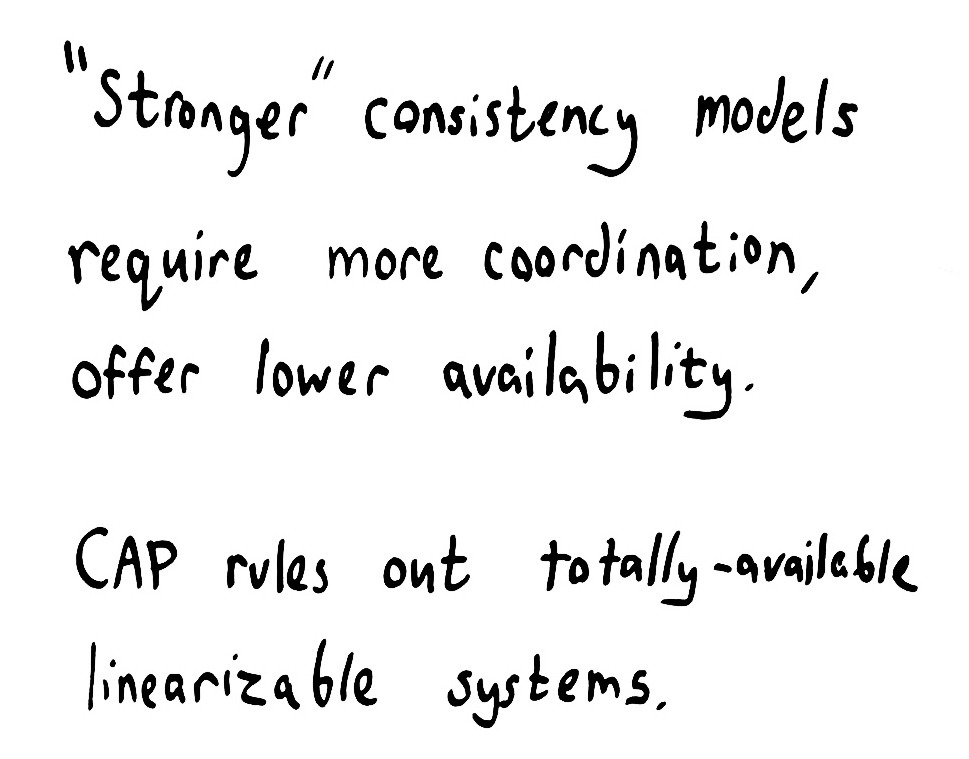 "Stronger" consistency models
require more coordination,
offer lower availability.
CAP rules out totally-available
linearizable systems.